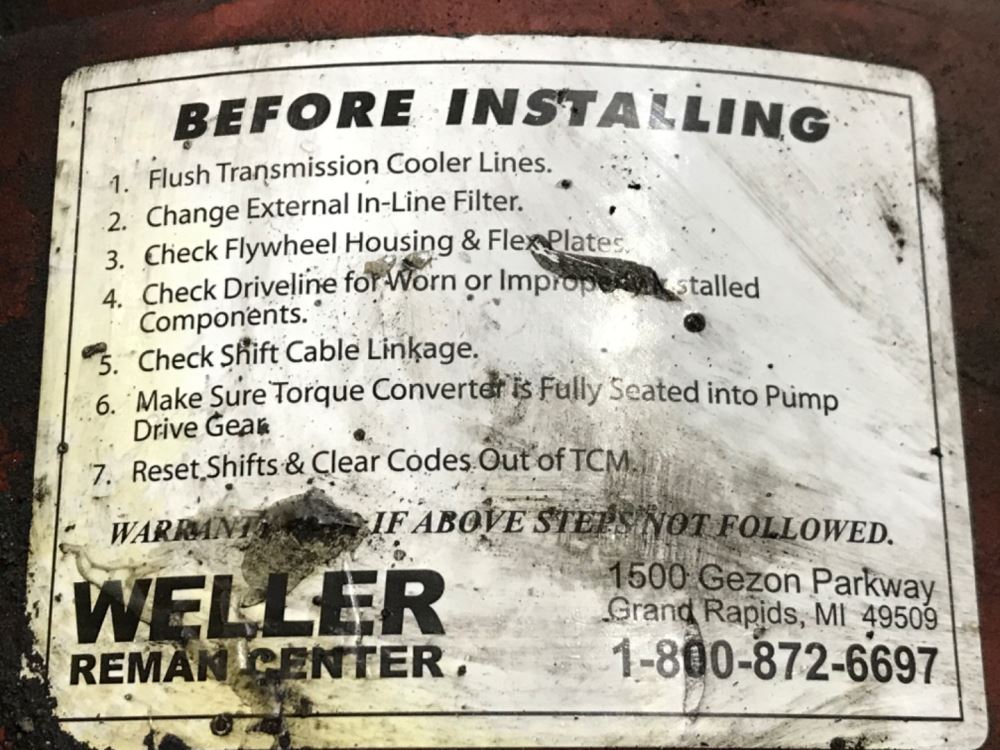 BEFORE INSTALLING
1. Flush Transmission Cooler Lines.
2. Change External In-Line Filter.
3. Check Flywheel Housing & Flex Plates.
4. Check Driveline for Worn or Improperly Installed
Components.
5. Check Shift Cable Linkage.
6. Make Sure Torque Converter is Fully Seated into Pump
Drive Gear.
7. Reset Shifts & Clear Codes Out of TCM.
WARRANTY IF ABOVE STEPS NOT FOLLOWED.
WELLER
REMAN CENTER
1500 Gezon Parkway
Grand Rapids, MI 49509
1-800-872-6697